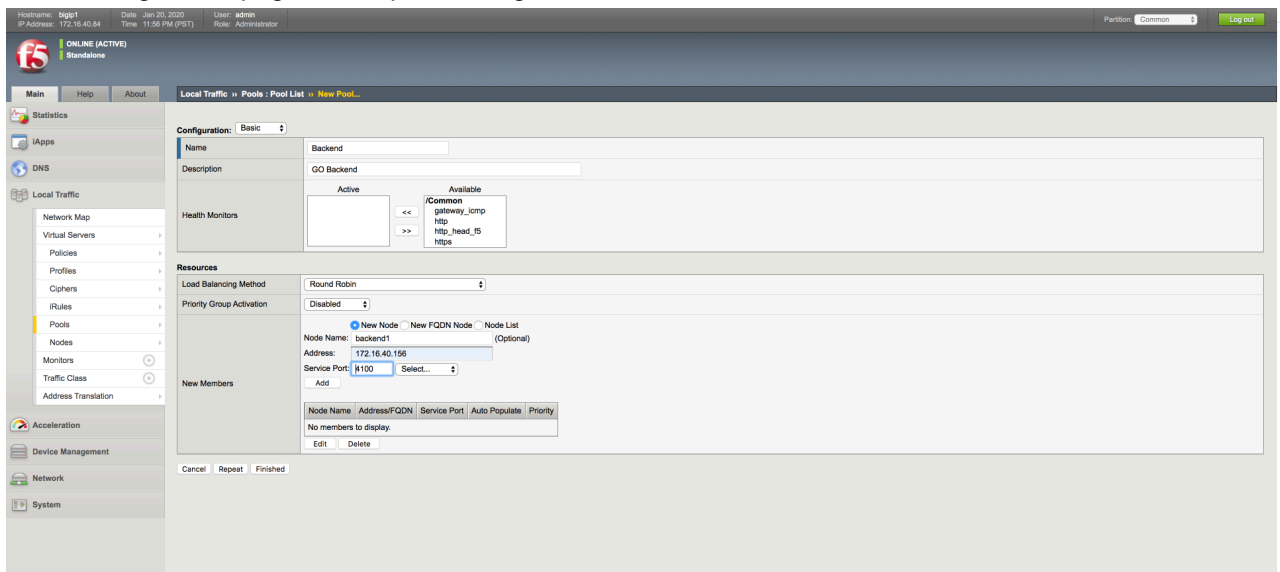 Hostname: bigip1 Date Jan 20, 2020 User: admin
IP Address: 172.16.40.84 Time 11:56 PM (PST) Role: Administrator
Partition: Common Log out
f5
ONLINE (ACTIVE)
Standalone
Main Help About
Local Traffic ›› Pools : Pool List ›› New Pool...
Statistics
iApps
DNS
Local Traffic
Network Map
Virtual Servers
Policies
Profiles
Ciphers
iRules
Pools
Nodes
Monitors
Traffic Class
Address Translation
Acceleration
Device Management
Network
System
Configuration: Basic
Name Backend
Description GO Backend
Health Monitors
Active Available
/Common
<< gateway_icmp
http
>> http_head_f5
https
Resources
Load Balancing Method Round Robin
Priority Group Activation Disabled
New Members
New Node New FQDN Node Node List
Node Name: backend1 (Optional)
Address: 172.16.40.156
Service Port: 4100 Select...
Add
Node Name Address/FQDN Service Port Auto Populate Priority
No members to display.
Edit Delete
Cancel Repeat Finished